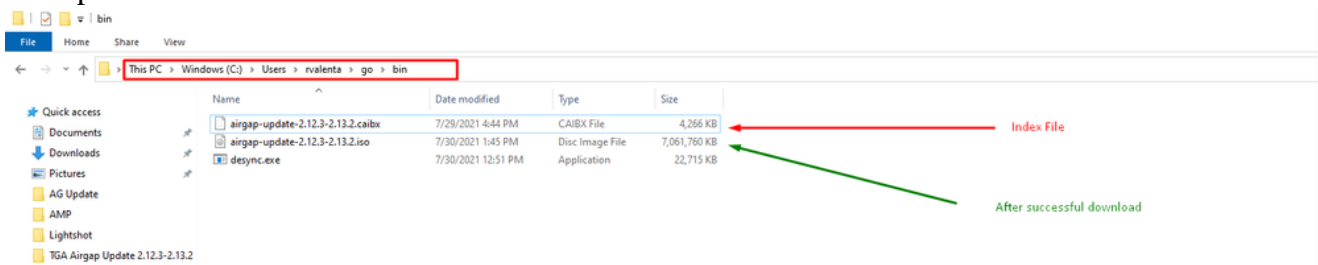 bin
File Home Share View
This PC > Windows (C:) > Users > rvalenta > go > bin
Quick access
Documents
Downloads
Pictures
AG Update
AMP
Lightshot
TGA Airgap Update 2.12.3-2.13.2
Name Date modified Type Size
airgap-update-2.12.3-2.13.2.caibx 7/29/2021 4:44 PM CAIBX File 4,266 KB
airgap-update-2.12.3-2.13.2.iso 7/30/2021 1:45 PM Disc Image File 7,061,760 KB
desync.exe 7/30/2021 12:51 PM Application 22,715 KB
Index File
After successful download